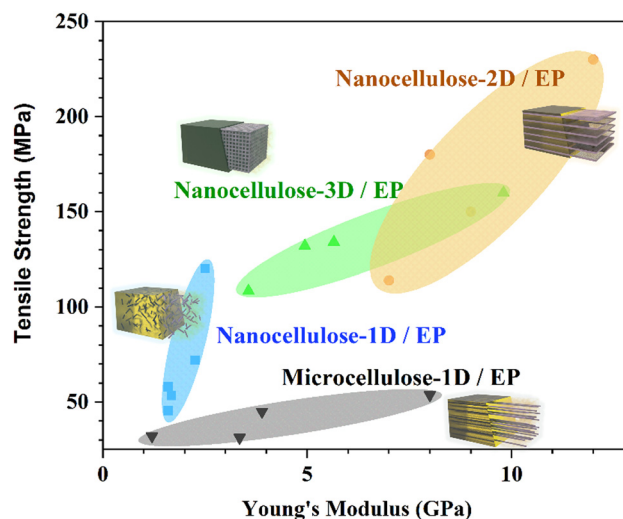 250
200
150
100
50
Tensile Strength (MPa)
Nanocellulose-2D / EP
Nanocellulose-3D / EP
Nanocellulose-1D / EP
Microcellulose-1D / EP
0
5
10
Young's Modulus (GPa)